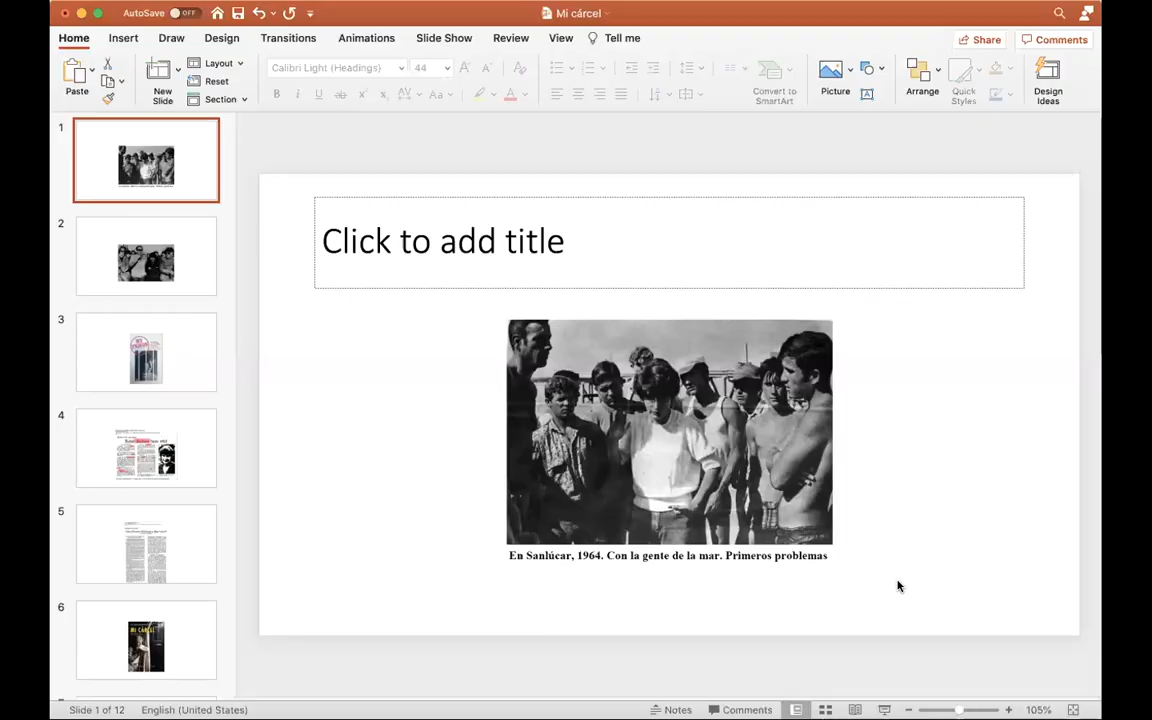 AutoSave OFF
Mi cárcel
Home Insert Draw Design Transitions Animations Slide Show Review View Tell me
Share Comments
Paste
New Slide
Layout
Reset
Section
Calibri Light (Headings) 44
Convert to SmartArt
Picture
Arrange
Quick Styles
Design Ideas
1
2
3
4
5
6
MI CÁRCEL
Click to add title
En Sanlúcar, 1964. Con la gente de la mar. Primeros problemas
Slide 1 of 12 English (United States)
Notes Comments 105%